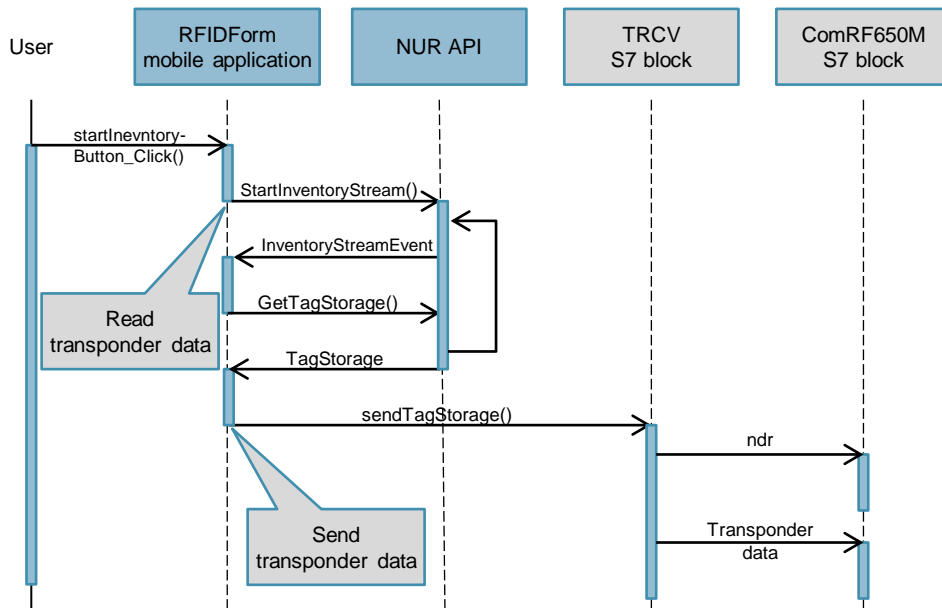 User
RFIDForm
mobile application
NUR API
TRCV
S7 block
ComRF650M
S7 block
startInevntory-
Button_Click()
StartInventoryStream()
InventoryStreamEvent
GetTagStorage()
Read
transponder data
TagStorage
sendTagStorage()
ndr
Send
transponder data
Transponder
data